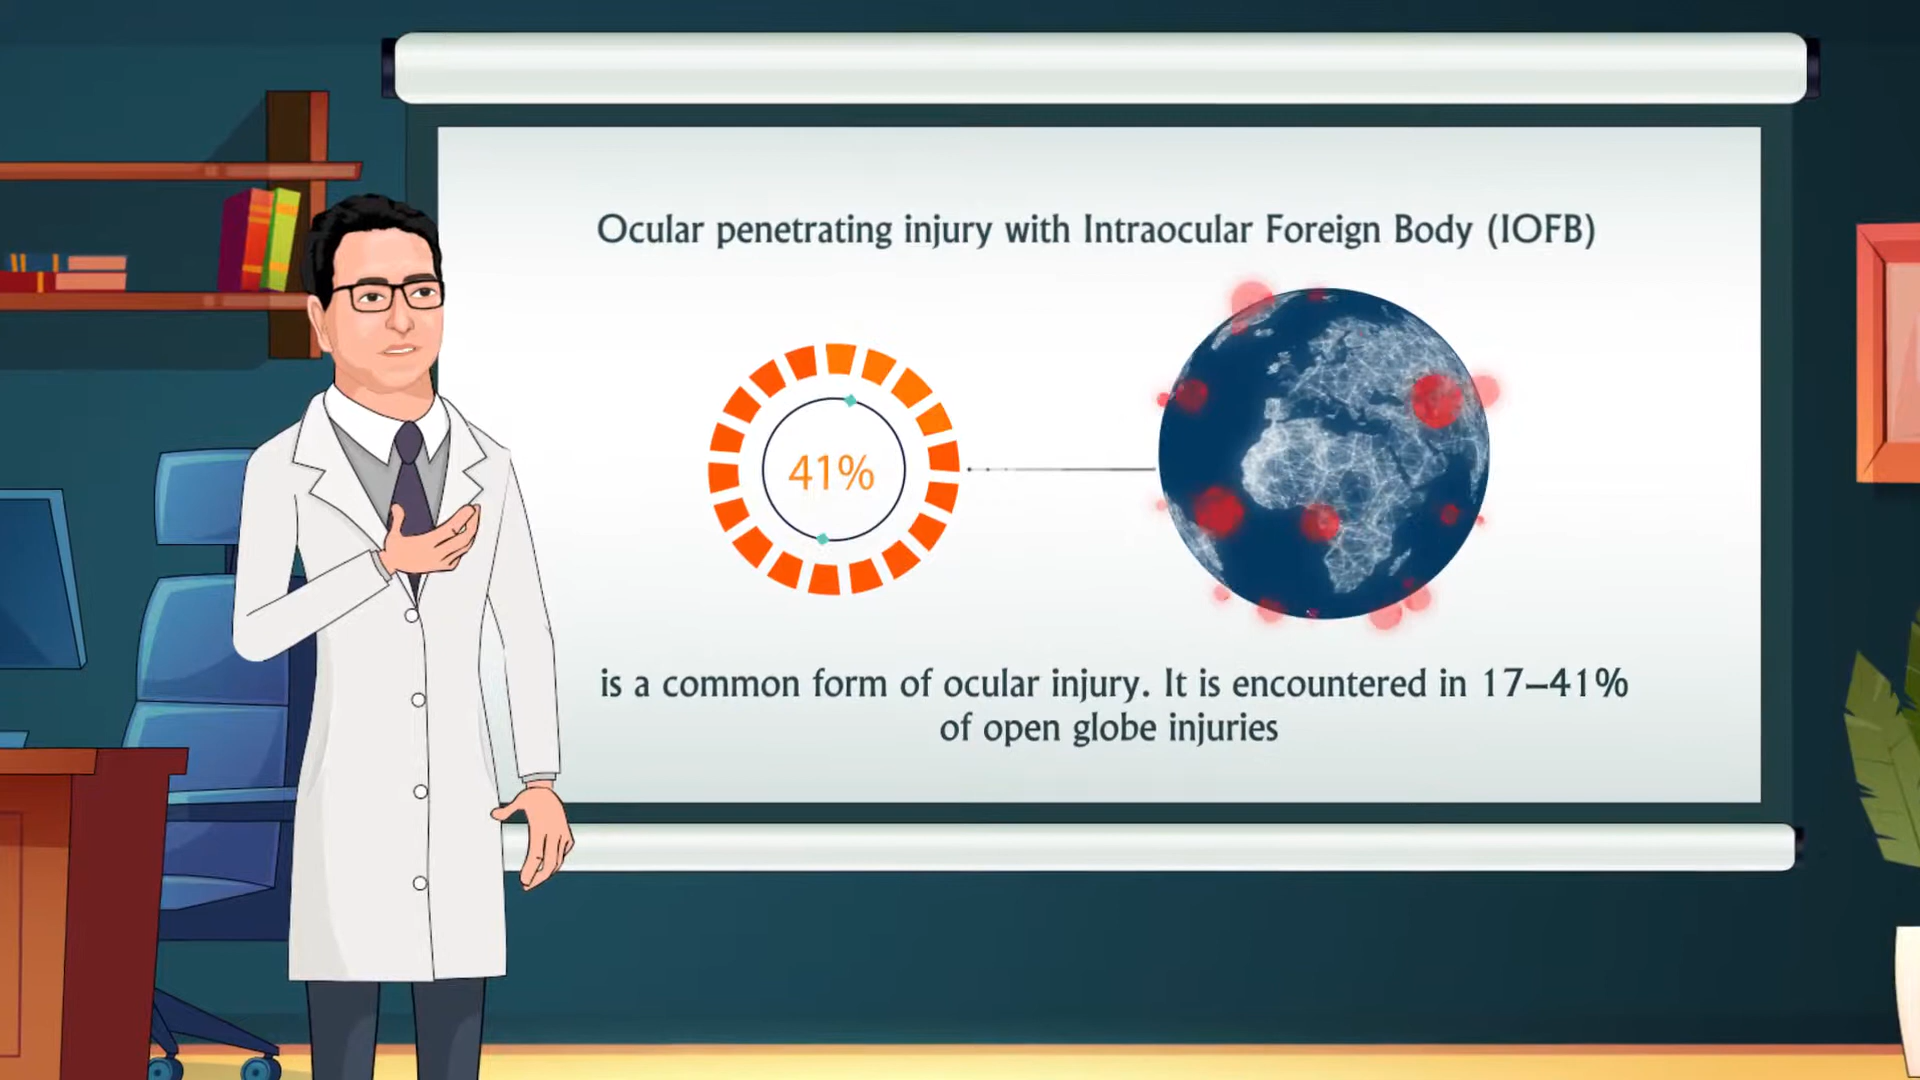 Ocular penetrating injury with Intraocular Foreign Body (IOFB)
41%
is a common form of ocular injury. It is encountered in 17–41%
of open globe injuries